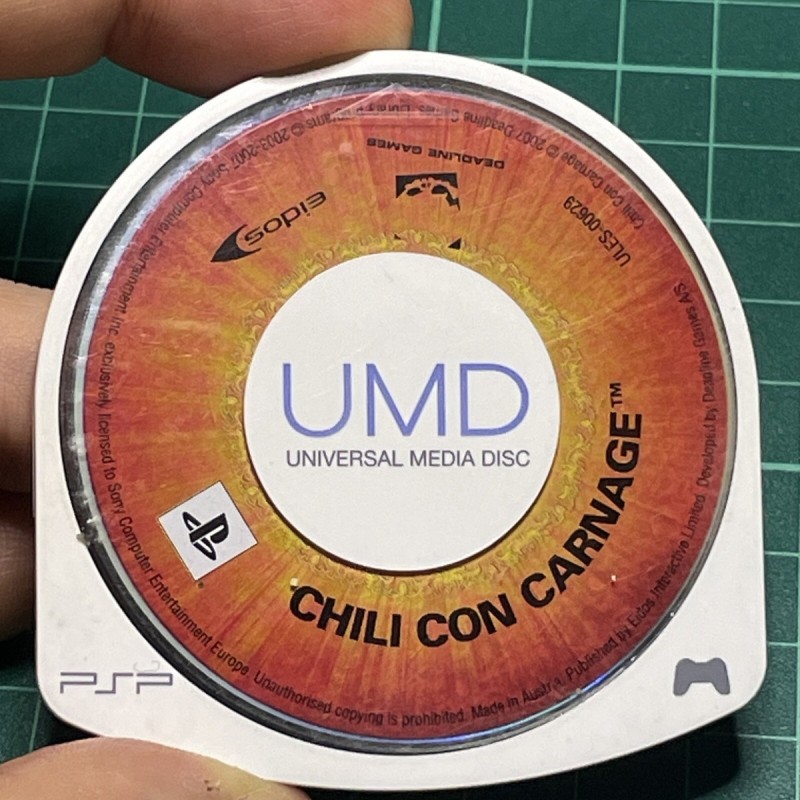 UMD
UNIVERSAL MEDIA DISC
CHILI CON CARNAGE™
eidos
DEADLINE GAMES
ULES-00629
Chili Con Carnage © 2007 Deadline Games
© 2003-2007 Sony Computer Entertainment Inc. exclusively licensed to Sony Computer Entertainment Europe. Unauthorised copying is prohibited. Made in Austria. Published by Eidos Interactive Limited. Developed by Deadline Games A/S.
PSP